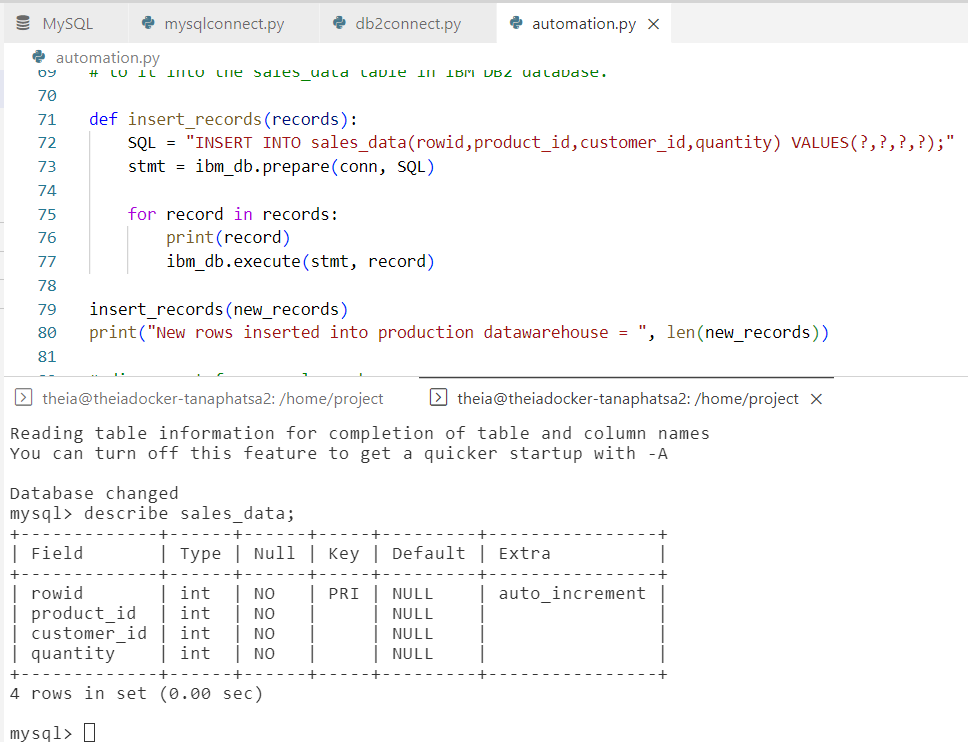 MySQL mysqlconnect.py db2connect.py automation.py
automation.py
69 # to it into the sales_data table in IBM DB2 database.
70
71 def insert_records(records):
72 SQL = "INSERT INTO sales_data(rowid,product_id,customer_id,quantity) VALUES(?,?,?,?);"
73 stmt = ibm_db.prepare(conn, SQL)
74
75 for record in records:
76 print(record)
77 ibm_db.execute(stmt, record)
78
79 insert_records(new_records)
80 print("New rows inserted into production datawarehouse = ", len(new_records))
81
theia@theiadocker-tanaphatsa2: /home/project theia@theiadocker-tanaphatsa2: /home/project
Reading table information for completion of table and column names
You can turn off this feature to get a quicker startup with -A
Database changed
mysql> describe sales_data;
+-------------+------+------+-----+---------+----------------+
| Field | Type | Null | Key | Default | Extra |
+-------------+------+------+-----+---------+----------------+
| rowid | int | NO | PRI | NULL | auto_increment |
| product_id | int | NO | | NULL | |
| customer_id | int | NO | | NULL | |
| quantity | int | NO | | NULL | |
+-------------+------+------+-----+---------+----------------+
4 rows in set (0.00 sec)
mysql>